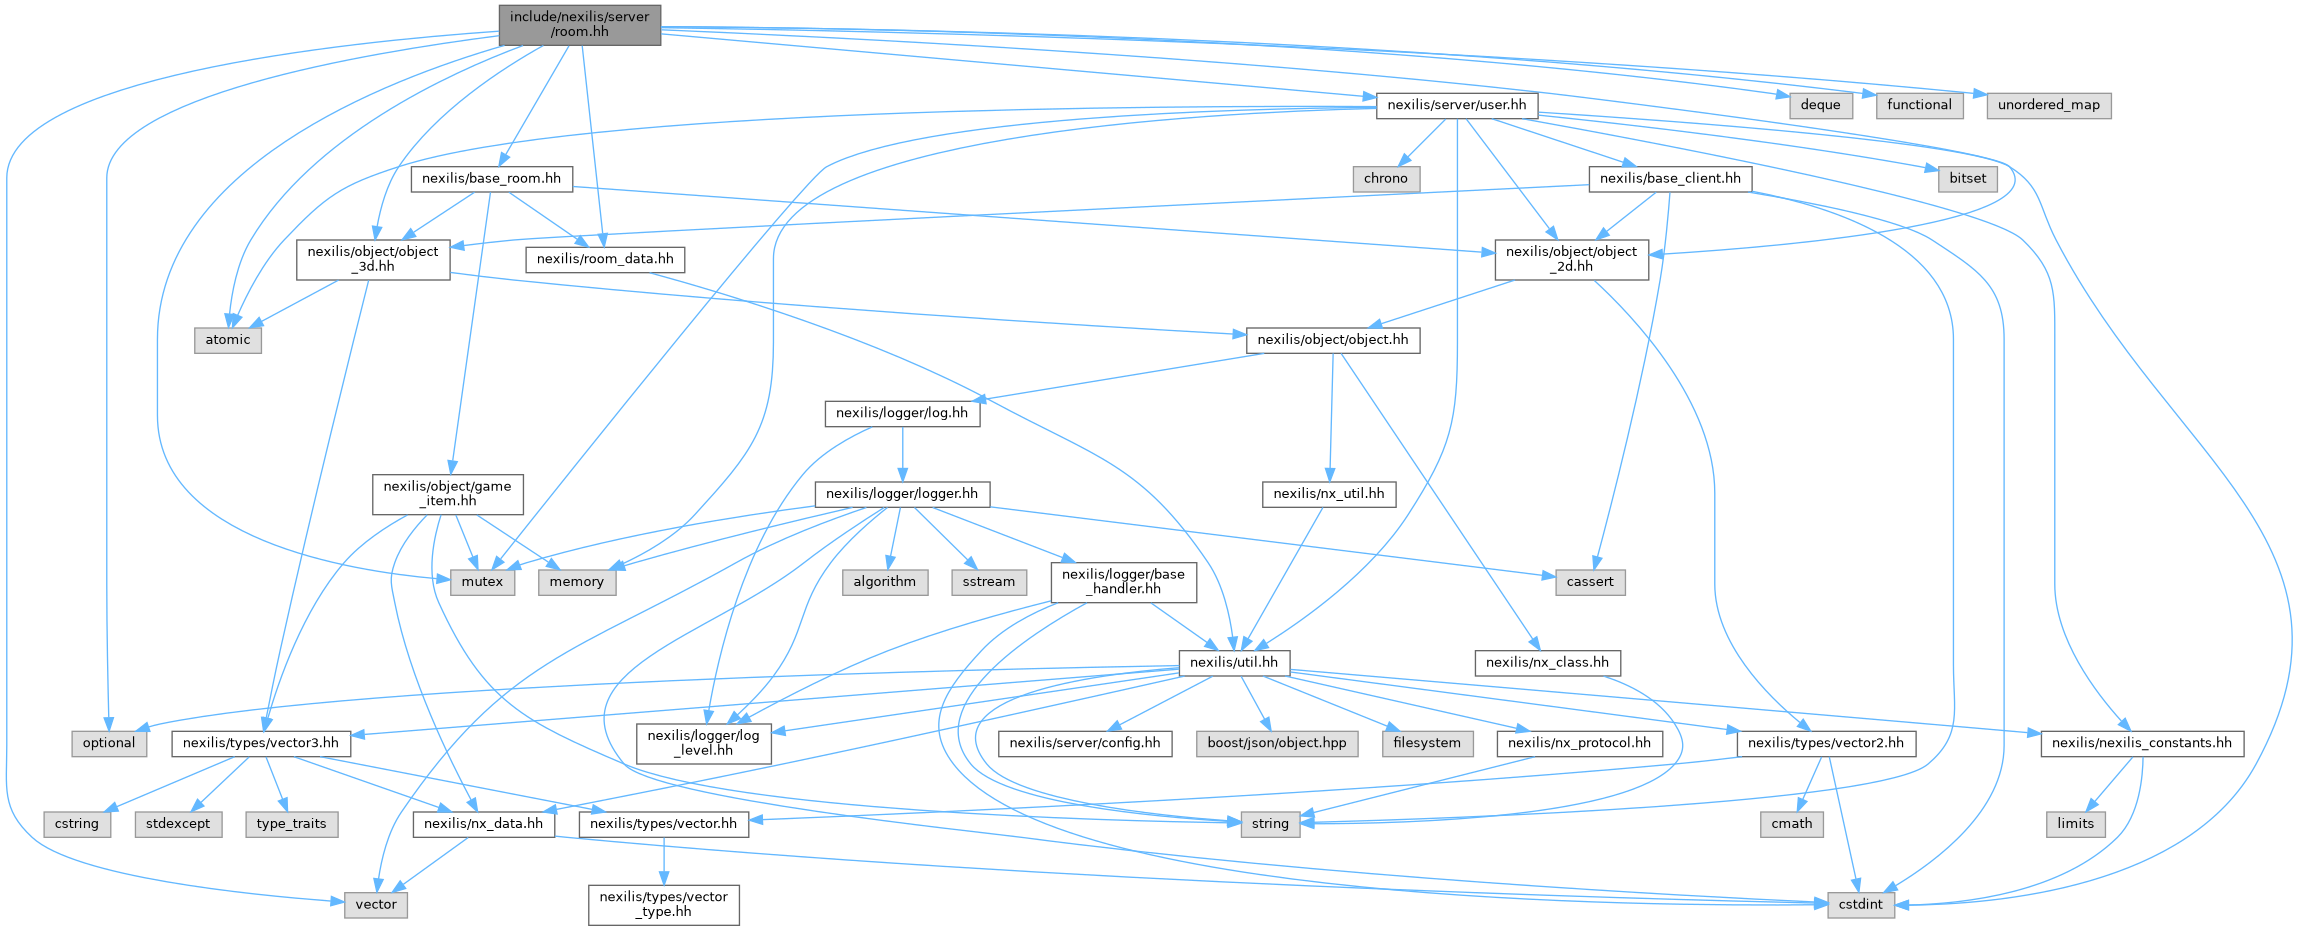 include/nexilis/server
/room.hh
nexilis/server/user.hh
deque
functional
unordered_map
nexilis/base_room.hh
chrono
nexilis/base_client.hh
bitset
nexilis/object/object
_3d.hh
nexilis/room_data.hh
nexilis/object/object
_2d.hh
atomic
nexilis/object/object.hh
nexilis/logger/log.hh
nexilis/object/game
_item.hh
nexilis/logger/logger.hh
nexilis/nx_util.hh
mutex
memory
algorithm
sstream
nexilis/logger/base
_handler.hh
cassert
nexilis/util.hh
nexilis/nx_class.hh
optional
nexilis/types/vector3.hh
nexilis/logger/log
_level.hh
nexilis/server/config.hh
boost/json/object.hpp
filesystem
nexilis/nx_protocol.hh
nexilis/types/vector2.hh
nexilis/nexilis_constants.hh
cstring
stdexcept
type_traits
nexilis/nx_data.hh
nexilis/types/vector.hh
string
cmath
limits
vector
nexilis/types/vector
_type.hh
cstdint